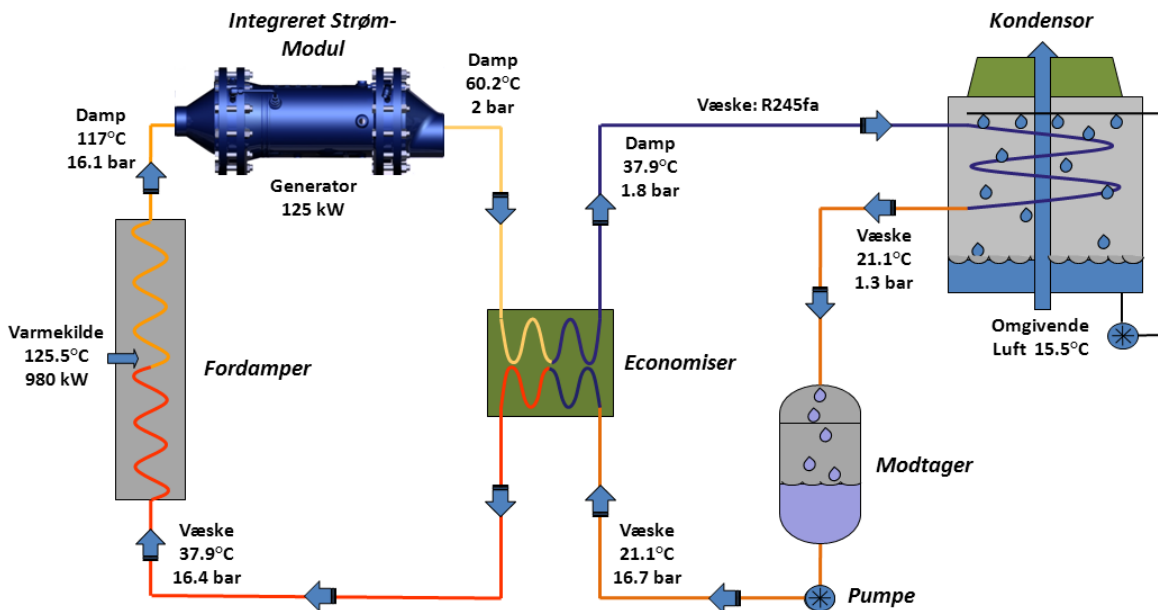 Integreret Strøm-
Modul
Kondensor
Damp
60.2°C
2 bar
Damp
117°C
16.1 bar
Væske: R245fa
Damp
37.9°C
1.8 bar
Generator
125 kW
Væske
21.1°C
1.3 bar
Varmekilde
125.5°C
980 kW
Fordamper
Economiser
Omgivende
Luft 15.5°C
Modtager
Væske
37.9°C
16.4 bar
Væske
21.1°C
16.7 bar
Pumpe